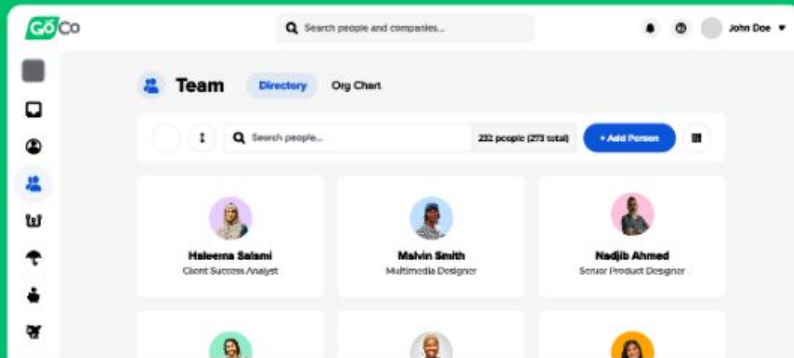 GoCo
Search people and companies...
John Doe
Team
Directory
Org Chart
Search people...
232 people (273 total)
+ Add Person
Haleema Salami
Client Success Analyst
Malvin Smith
Multimedia Designer
Nadjib Ahmed
Senior Product Designer